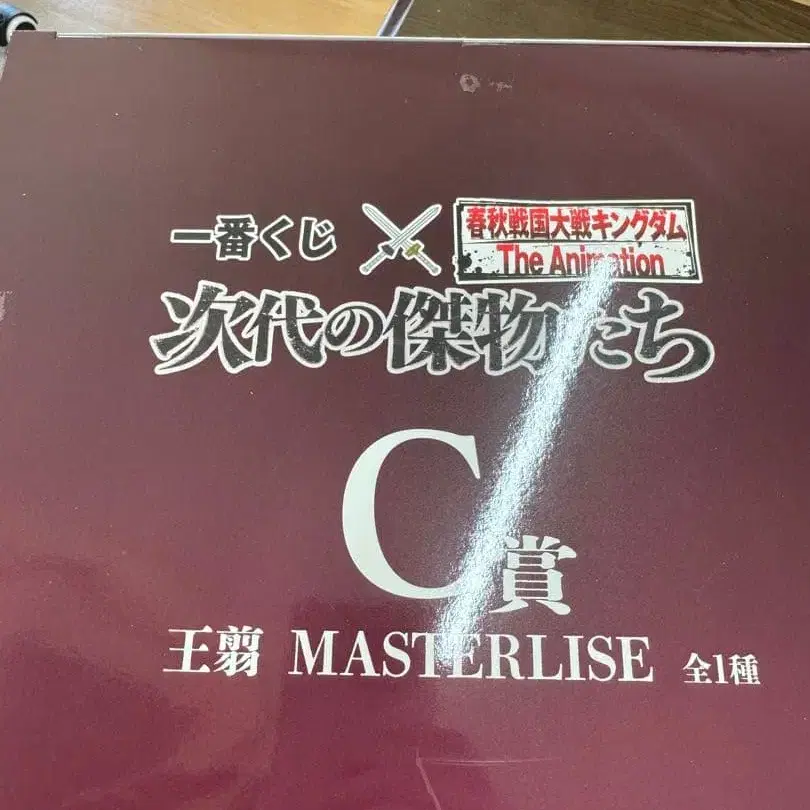 一番くじ
春秋戦国大戦キングダム
The Animation
次代の傑物たち
C賞
王翦 MASTERLISE 全1種